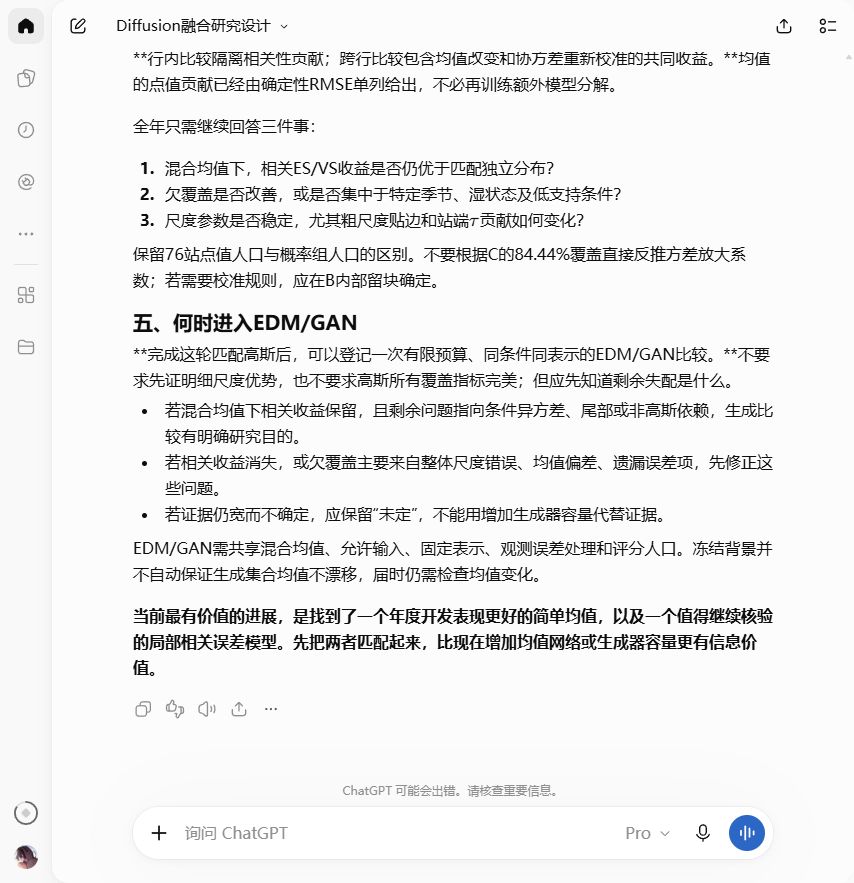 Diffusion融合研究设计
**行内比较隔离相关性贡献；跨行比较包含均值改变和协方差重新校准的共同收益。**均值
的点值贡献已经由确定性RMSE单列给出，不必再训练额外模型分解。
全年只需继续回答三件事：
1. 混合均值下，相关ES/VS收益是否仍优于匹配独立分布？
2. 欠覆盖是否改善，或是否集中于特定季节、湿状态及低支持条件？
3. 尺度参数是否稳定，尤其粗尺度贴边和站端τ贡献如何变化？
保留76站点值人口与概率组人口的区别。不要根据C的84.44%覆盖直接反推方差放大系
数；若需要校准规则，应在B内部留块确定。
五、何时进入EDM/GAN
**完成这轮匹配高斯后，可以登记一次有限预算、同条件同表示的EDM/GAN比较。**不要
求先证明细尺度优势，也不要求高斯所有覆盖指标完美；但应先知道剩余失配是什么。
• 若混合均值下相关收益保留，且剩余问题指向条件异方差、尾部或非高斯依赖，生成比
较有明确研究目的。
• 若相关收益消失，或欠覆盖主要来自整体尺度错误、均值偏差、遗漏误差项，先修正这
些问题。
• 若证据仍宽而不确定，应保留“未定”，不能用增加生成器容量代替证据。
EDM/GAN需共享混合均值、允许输入、固定表示、观测误差处理和评分人口。冻结背景并
不自动保证生成集合均值不漂移，届时仍需检查均值变化。
当前最有价值的进展，是找到了一个年度开发表现更好的简单均值，以及一个值得继续核验
的局部相关误差模型。先把两者匹配起来，比现在增加均值网络或生成器容量更有信息价
值。
ChatGPT 可能会出错。请核查重要信息。
询问 ChatGPT
Pro